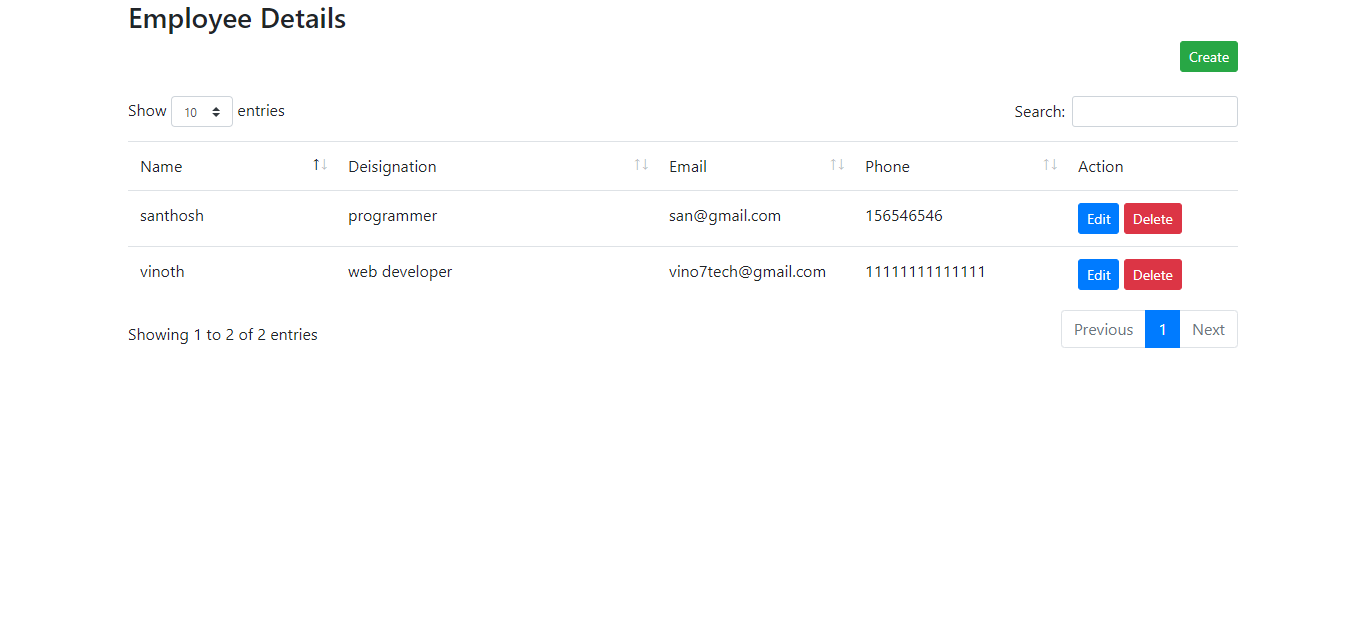 Employee Details
Create
Show 10 entries Search:
Name Deisignation Email Phone Action
santhosh programmer san@gmail.com 156546546 Edit Delete
vinoth web developer vino7tech@gmail.com 11111111111111 Edit Delete
Showing 1 to 2 of 2 entries Previous 1 Next